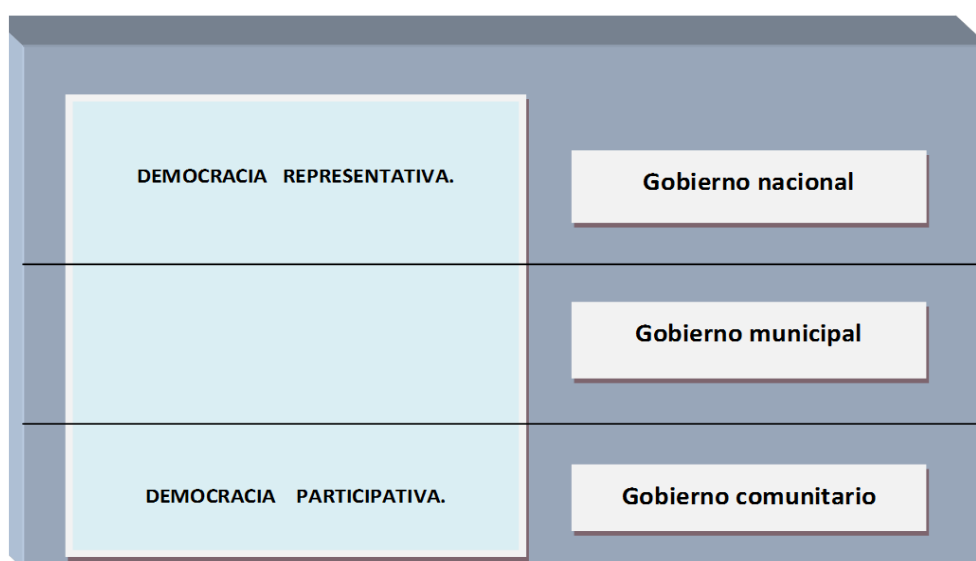 DEMOCRACIA REPRESENTATIVA.
Gobierno nacional
Gobierno municipal
DEMOCRACIA PARTICIPATIVA.
Gobierno comunitario